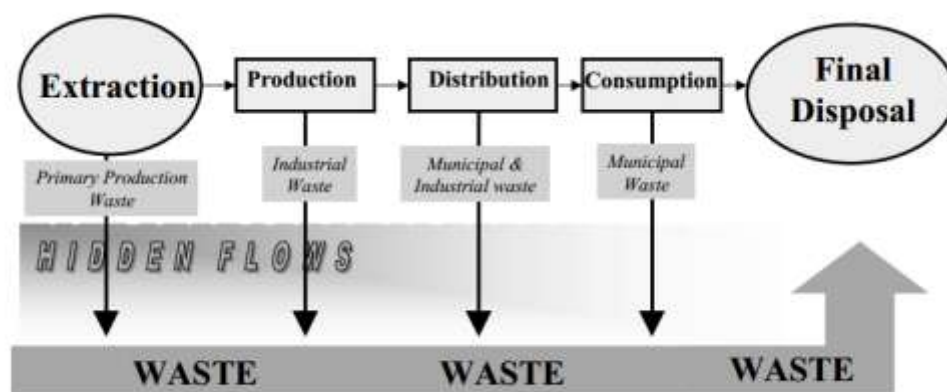 Extraction
Production
Distribution
Consumption
Final
Disposal
Primary Production
Waste
Industrial
Waste
Municipal &
Industrial waste
Municipal
Waste
HIDDEN FLOWS
WASTE
WASTE
WASTE